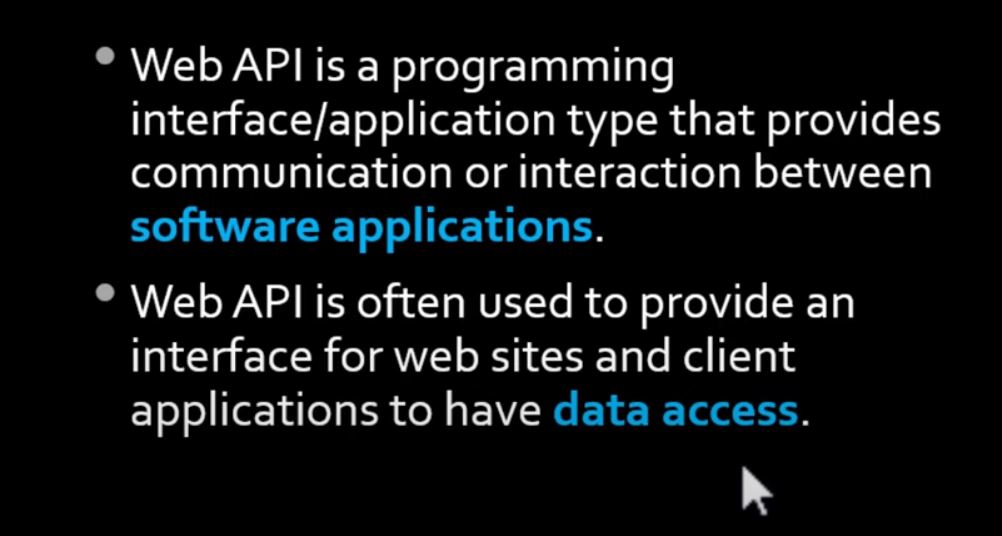 • Web API is a programming
interface/application type that provides
communication or interaction between
software applications.
• Web API is often used to provide an
interface for web sites and client
applications to have data access.